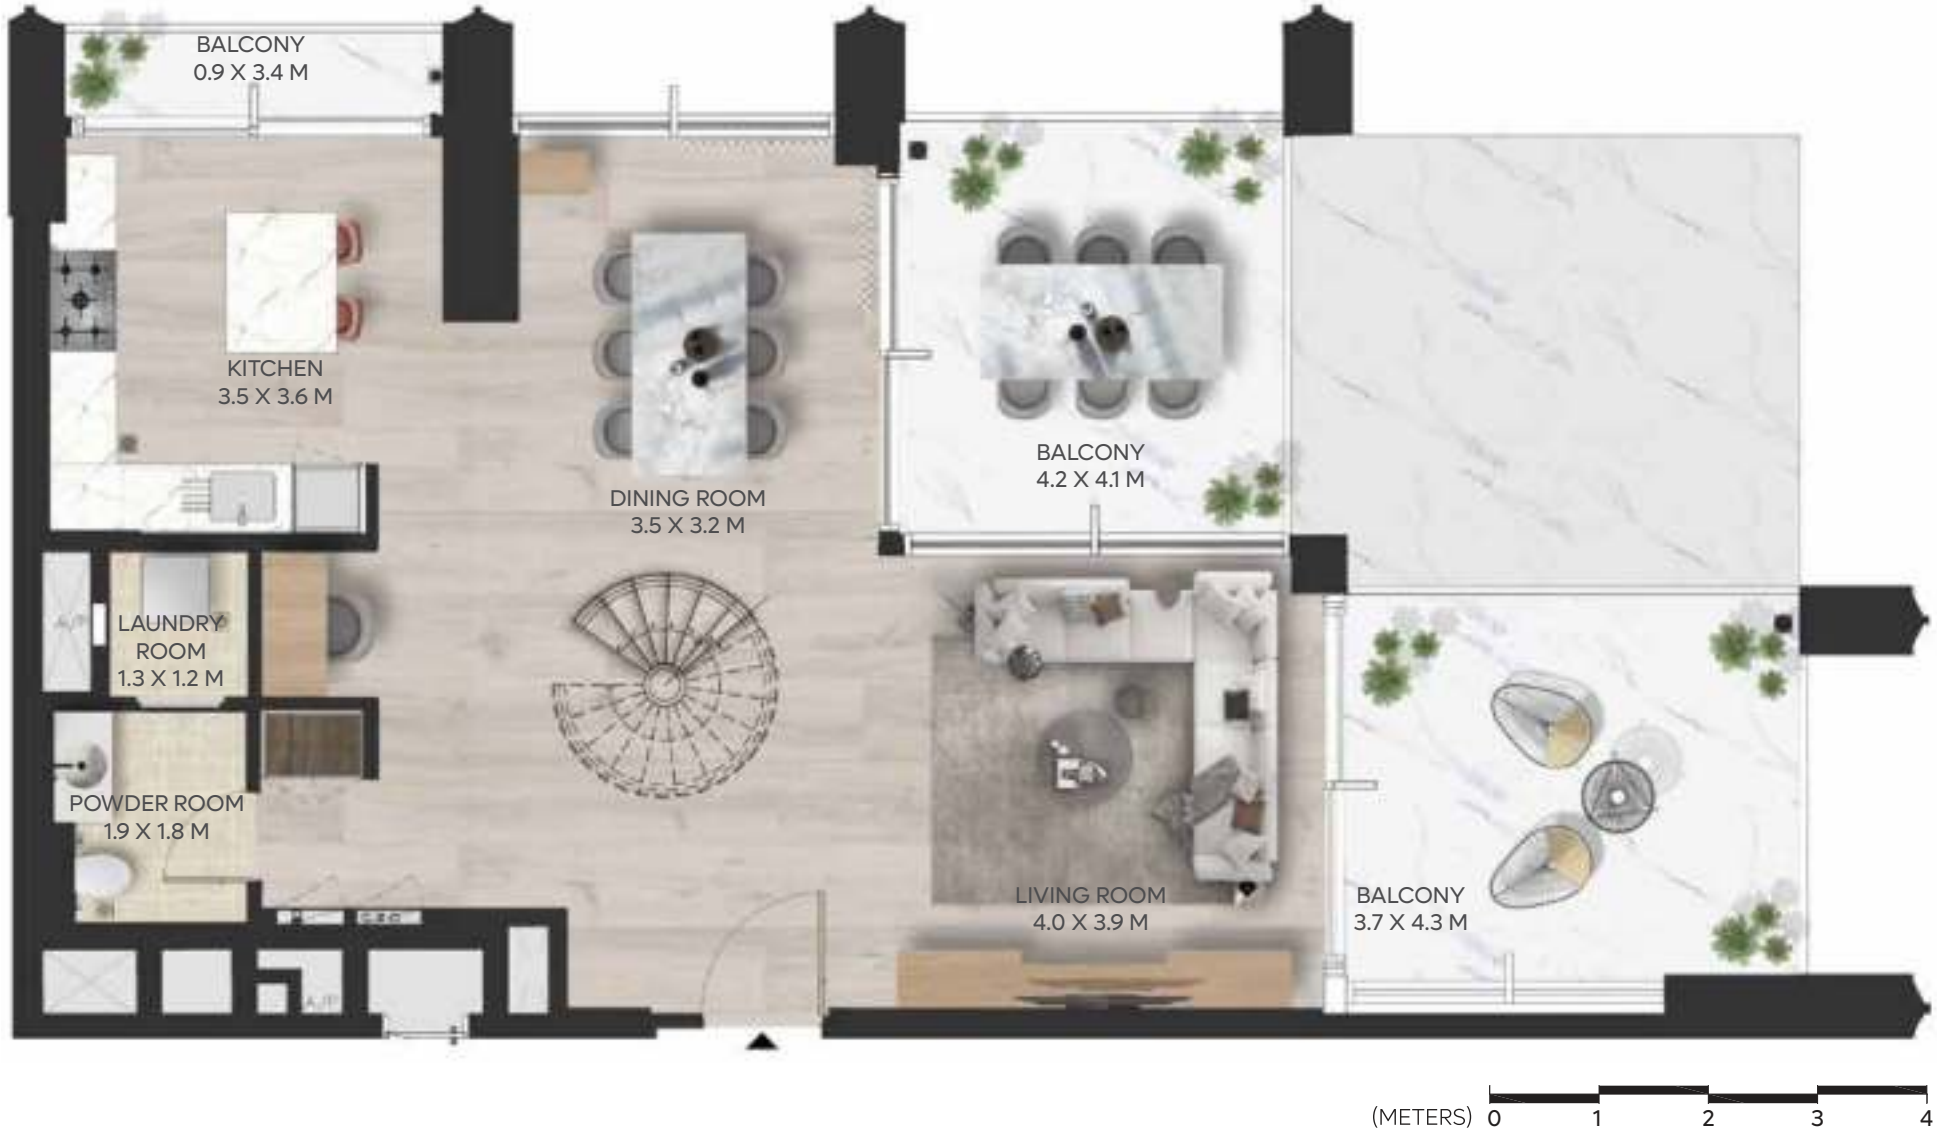 BALCONY
0.9 X 3.4 M
KITCHEN
3.5 X 3.6 M
DINING ROOM
3.5 X 3.2 M
BALCONY
4.2 X 4.1 M
A/P
LAUNDRY
ROOM
1.3 X 1.2 M
POWDER ROOM
1.9 X 1.8 M
LIVING ROOM
4.0 X 3.9 M
BALCONY
3.7 X 4.3 M
A/P
(METERS) 0 1 2 3 4